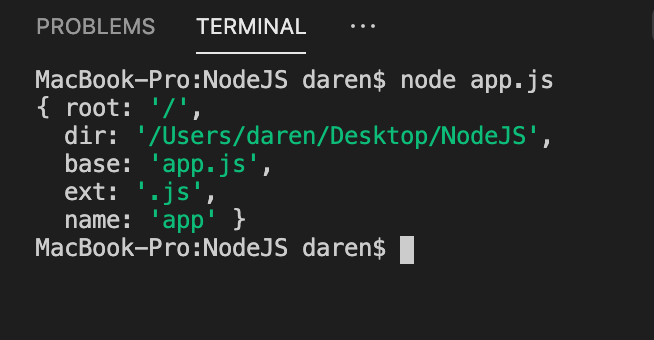 PROBLEMS TERMINAL ...
MacBook-Pro:NodeJS daren$ node app.js
{ root: '/',
  dir: '/Users/daren/Desktop/NodeJS',
  base: 'app.js',
  ext: '.js',
  name: 'app' }
MacBook-Pro:NodeJS daren$